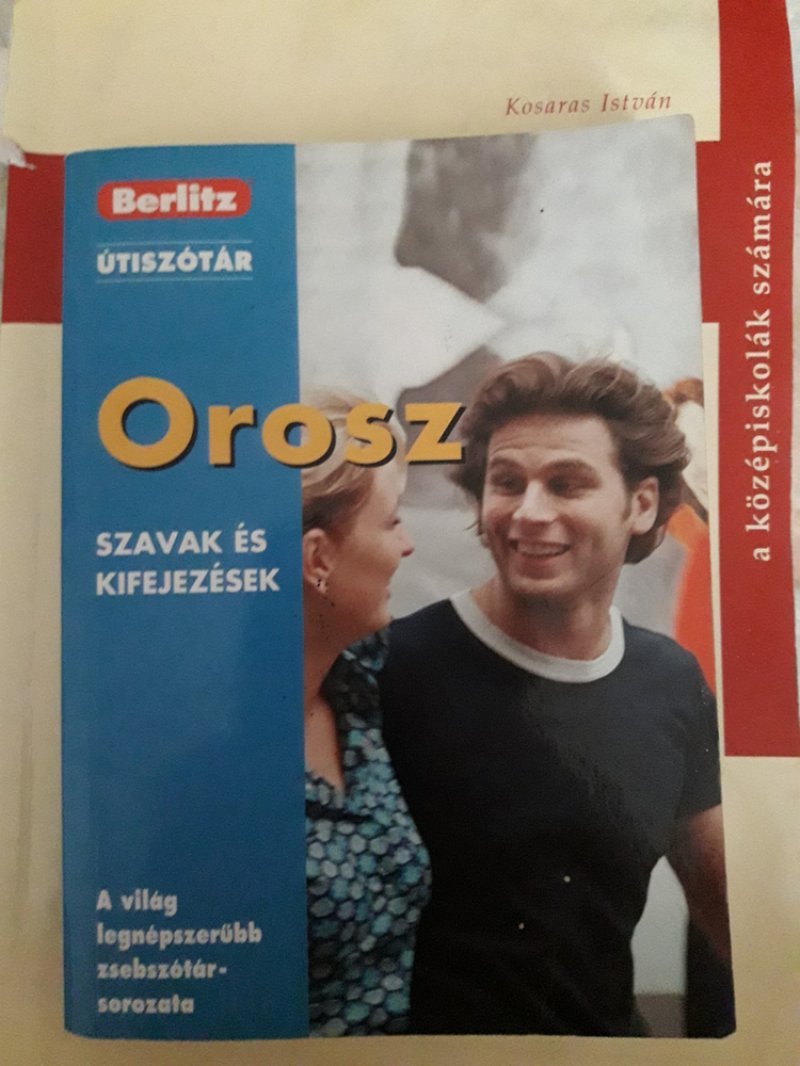 Kosaras István
a középiskolák számára
Berlitz
ÚTISZÓTÁR
Orosz
SZAVAK ÉS
KIFEJEZÉSEK
A világ
legnépszerűbb
zsebszótár-
sorozata